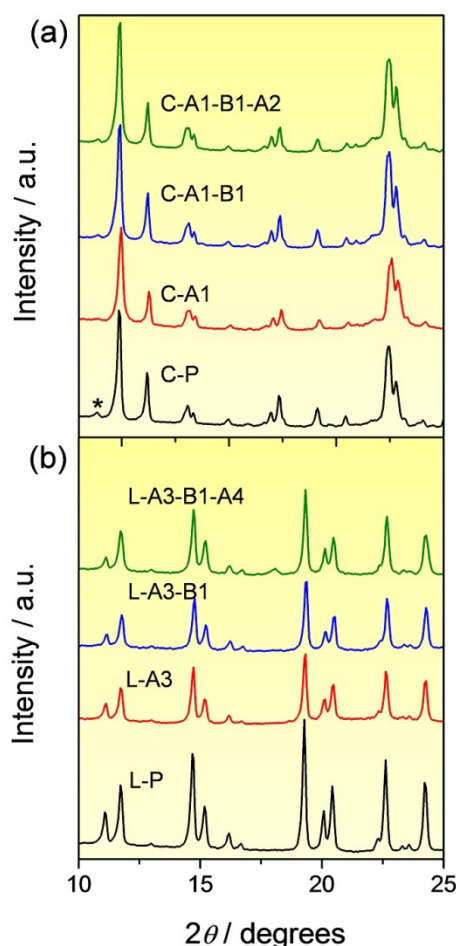 (a)
C-A1-B1-A2
C-A1-B1
C-A1
C-P
*
Intensity / a.u.
(b)
L-A3-B1-A4
L-A3-B1
L-A3
L-P
Intensity / a.u.
10 15 20 25
2θ / degrees